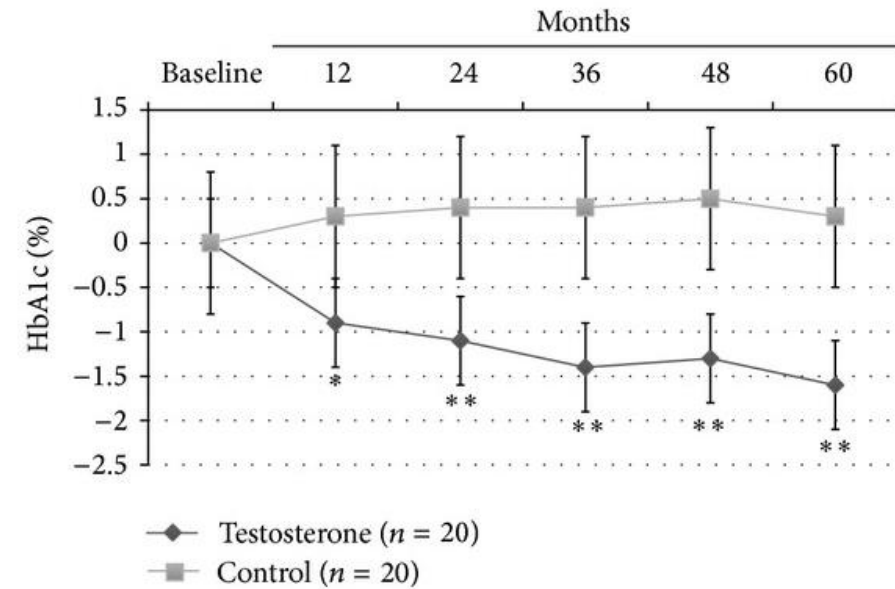 Months
Baseline 12 24 36 48 60
1.5
1
0.5
0
−0.5
−1
−1.5
−2
−2.5
HbA1c (%)
*
**
**
**
**
Testosterone (n = 20)
Control (n = 20)